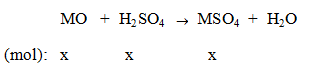 MO + H₂SO₄ → MSO₄ + H₂O
(mol): x x x